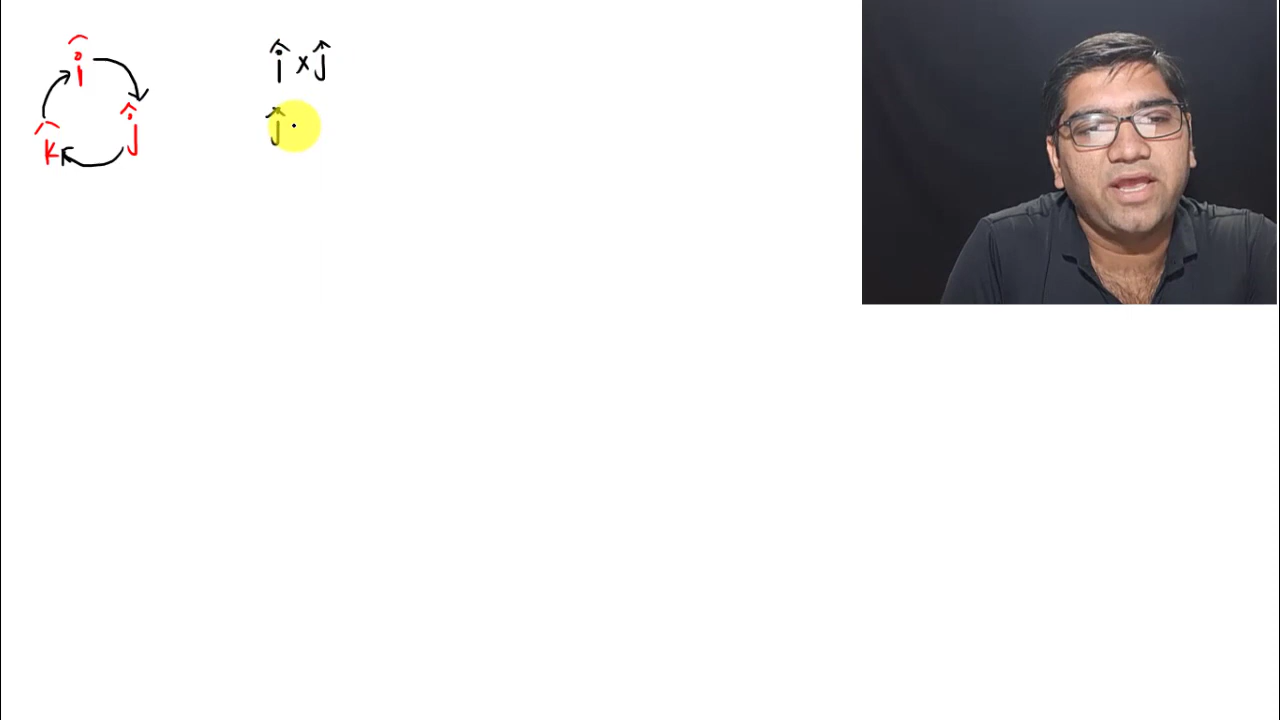 î
ĵ
k̂
î × ĵ
ĵ